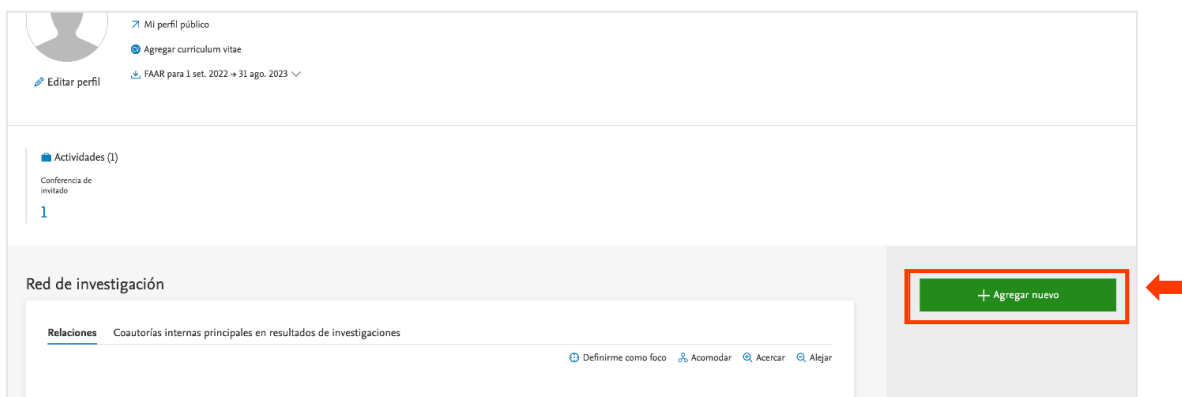 Mi perfil público
Agregar curriculum vitae
Editar perfil
FAAR para 1 set. 2022 → 31 ago. 2023
Actividades (1)
Conferencia de
invitado
1
Red de investigación
+ Agregar nuevo
Relaciones Coautorías internas principales en resultados de investigaciones
Definirme como foco Acomodar Acercar Alejar